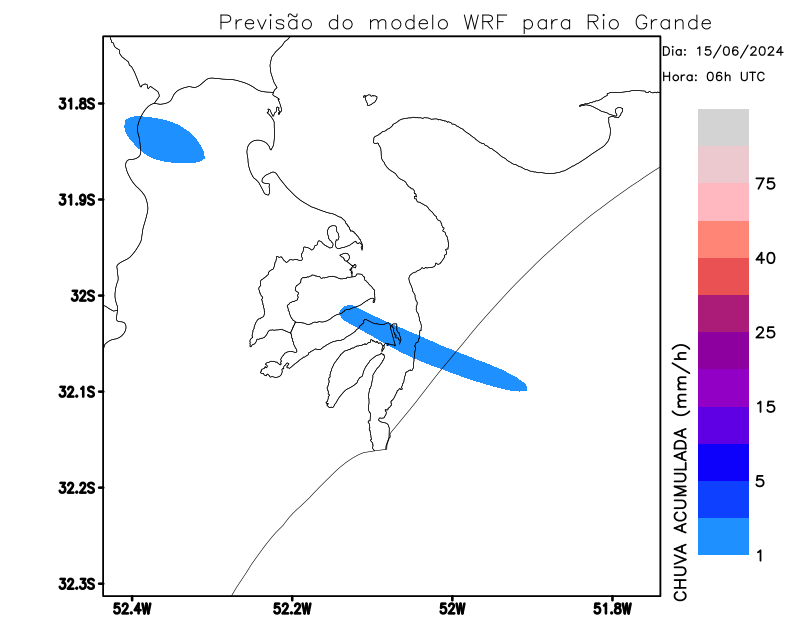 Previsão do modelo WRF para Rio Grande
Dia: 15/06/2024
Hora: 06h UTC
31.8S
31.9S
32S
32.1S
32.2S
32.3S
52.4W
52.2W
52W
51.8W
75
40
25
15
5
1
CHUVA ACUMULADA (mm/h)